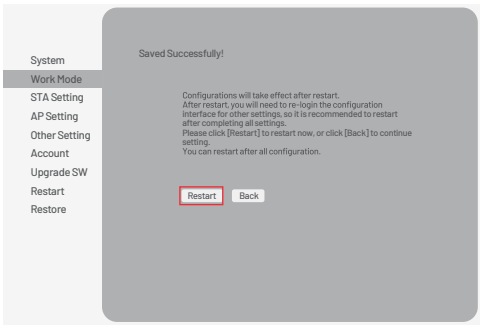 System
Work Mode
STA Setting
AP Setting
Other Setting
Account
Upgrade SW
Restart
Restore
Saved Successfully!
Configurations will take effect after restart.
After restart, you will need to re-login the configuration
interface for other settings, so it is recommended to restart
after completing all settings.
Please click [Restart] to restart now, or click [Back] to continue
setting.
You can restart after all configuration.
Restart Back